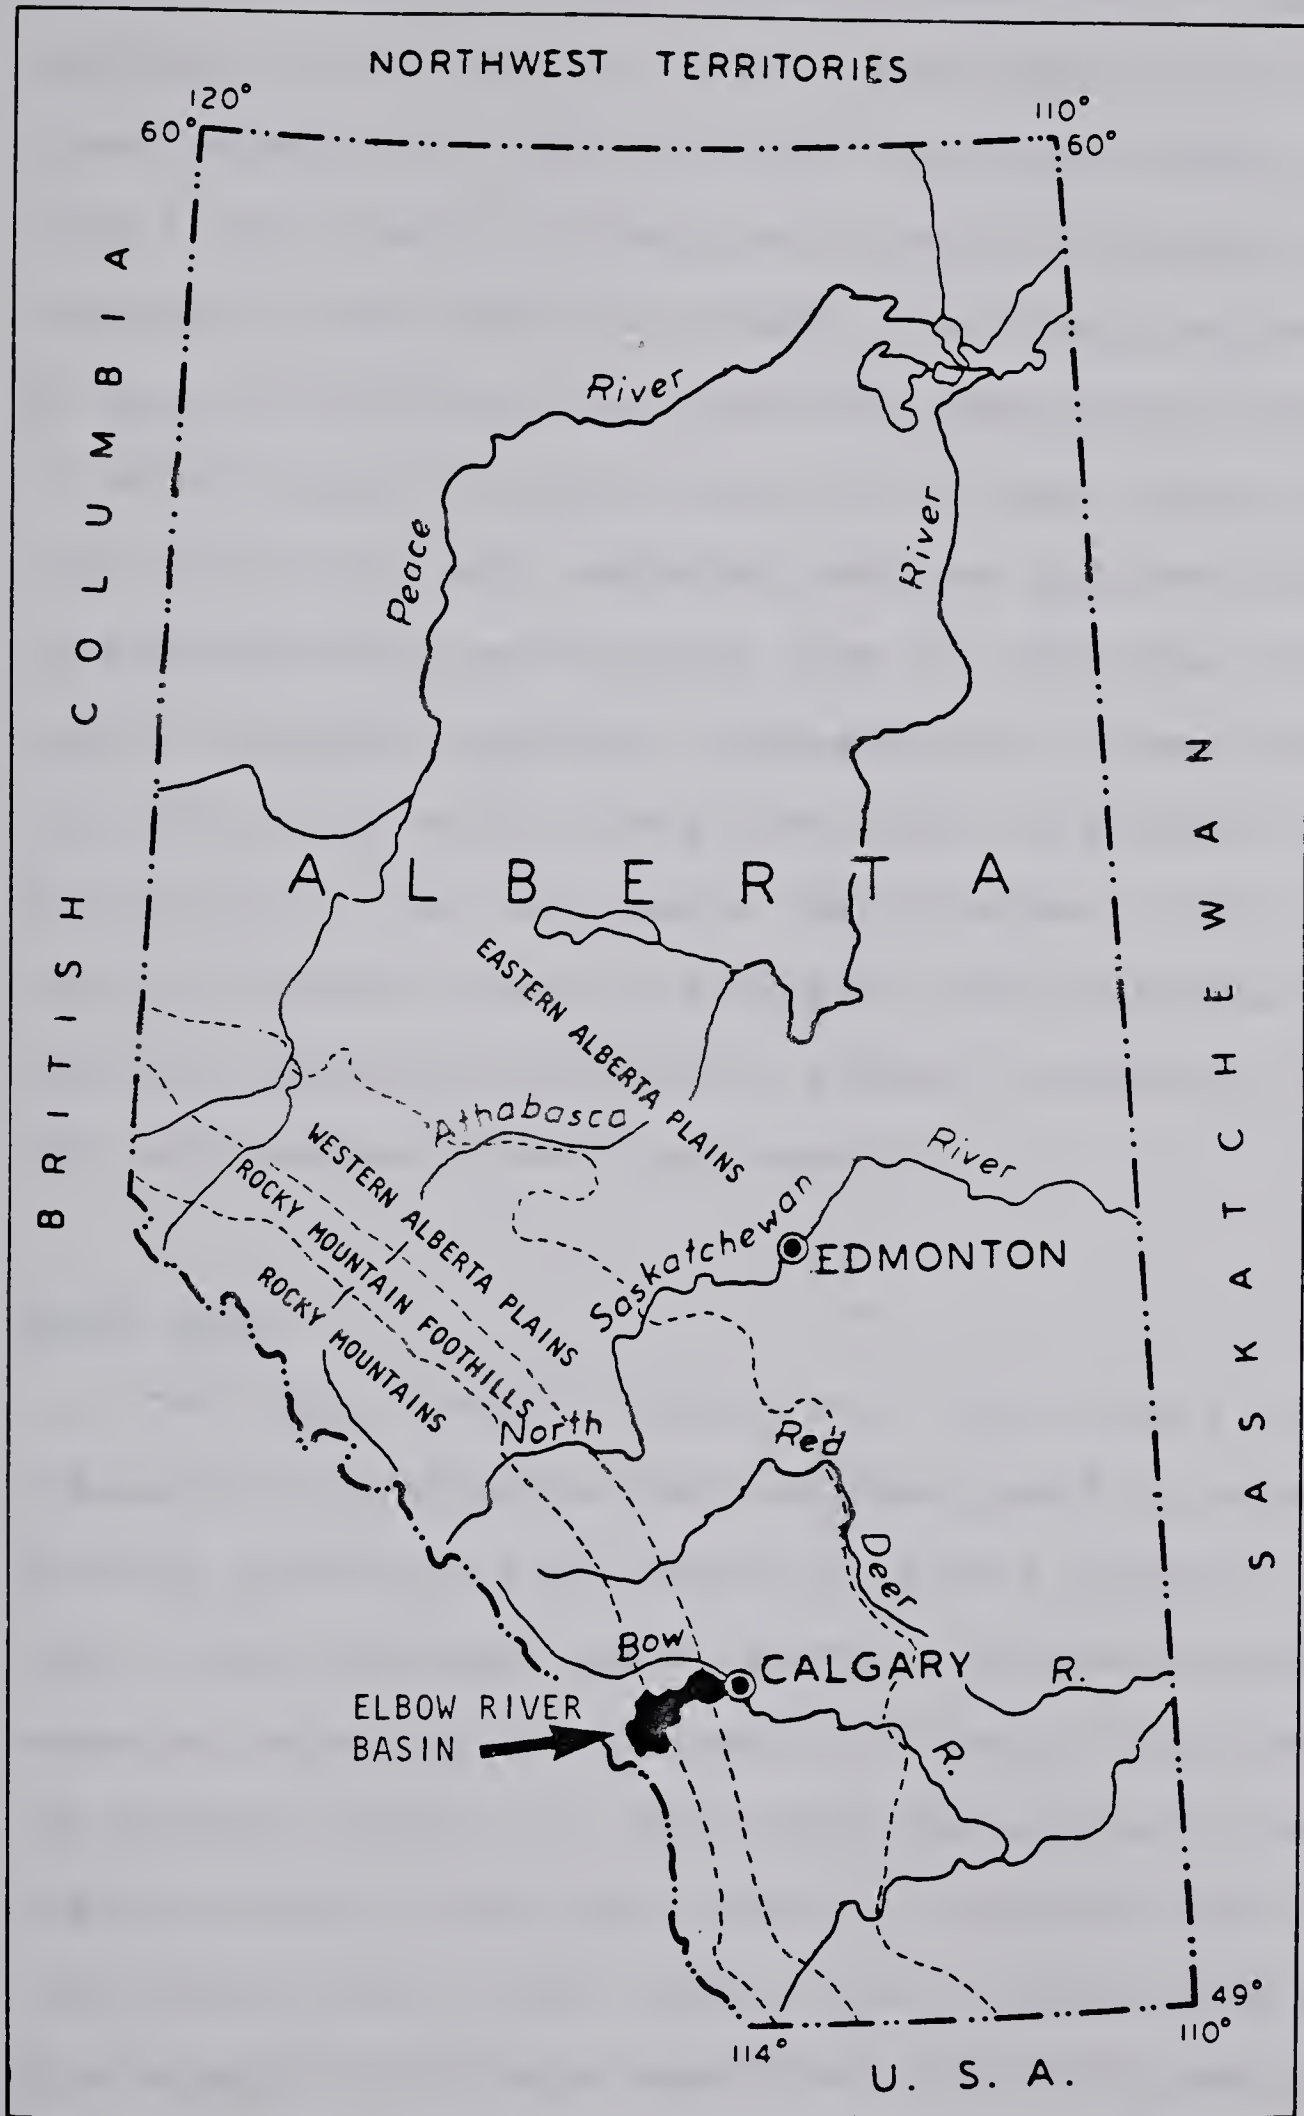 NORTHWEST TERRITORIES
120°
110°
60°
60°
BRITISH COLUMBIA
SASKATCHEWAN
Peace River
River
ALBERTA
EASTERN ALBERTA PLAINS
Athabasca
WESTERN ALBERTA PLAINS
ROCKY MOUNTAIN FOOTHILLS
ROCKY MOUNTAINS
North Saskatchewan River
EDMONTON
Red Deer R.
Bow R.
CALGARY
ELBOW RIVER
BASIN
49°
114°
110°
U. S. A.